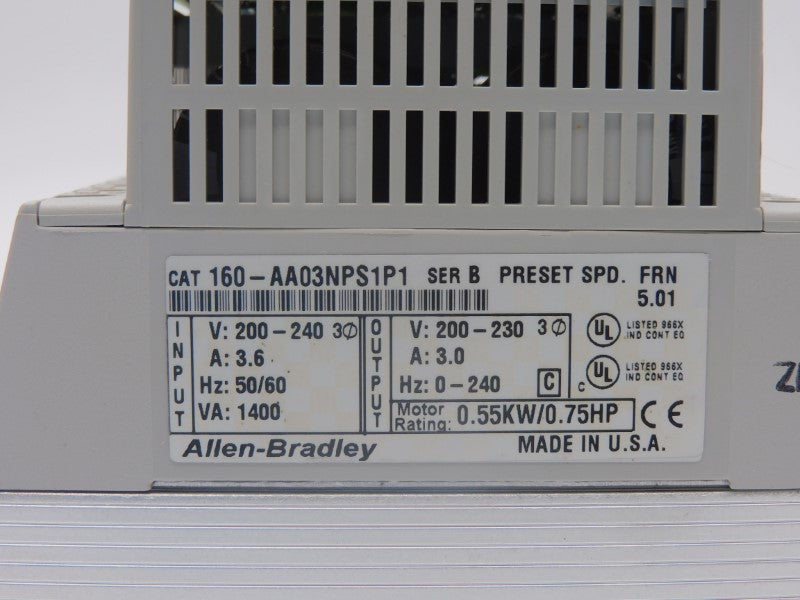 CAT 160-AA03NPS1P1 SER B PRESET SPD. FRN
5.01
INPUT
V: 200-240 3Ø
A: 3.6
Hz: 50/60
VA: 1400
OUTPUT
V: 200-230 3Ø
A: 3.0
Hz: 0-240 C
Motor Rating: 0.55KW/0.75HP
UL LISTED 966X
IND CONT EQ
c UL LISTED 966X
IND CONT EQ
CE
Allen-Bradley MADE IN U.S.A.